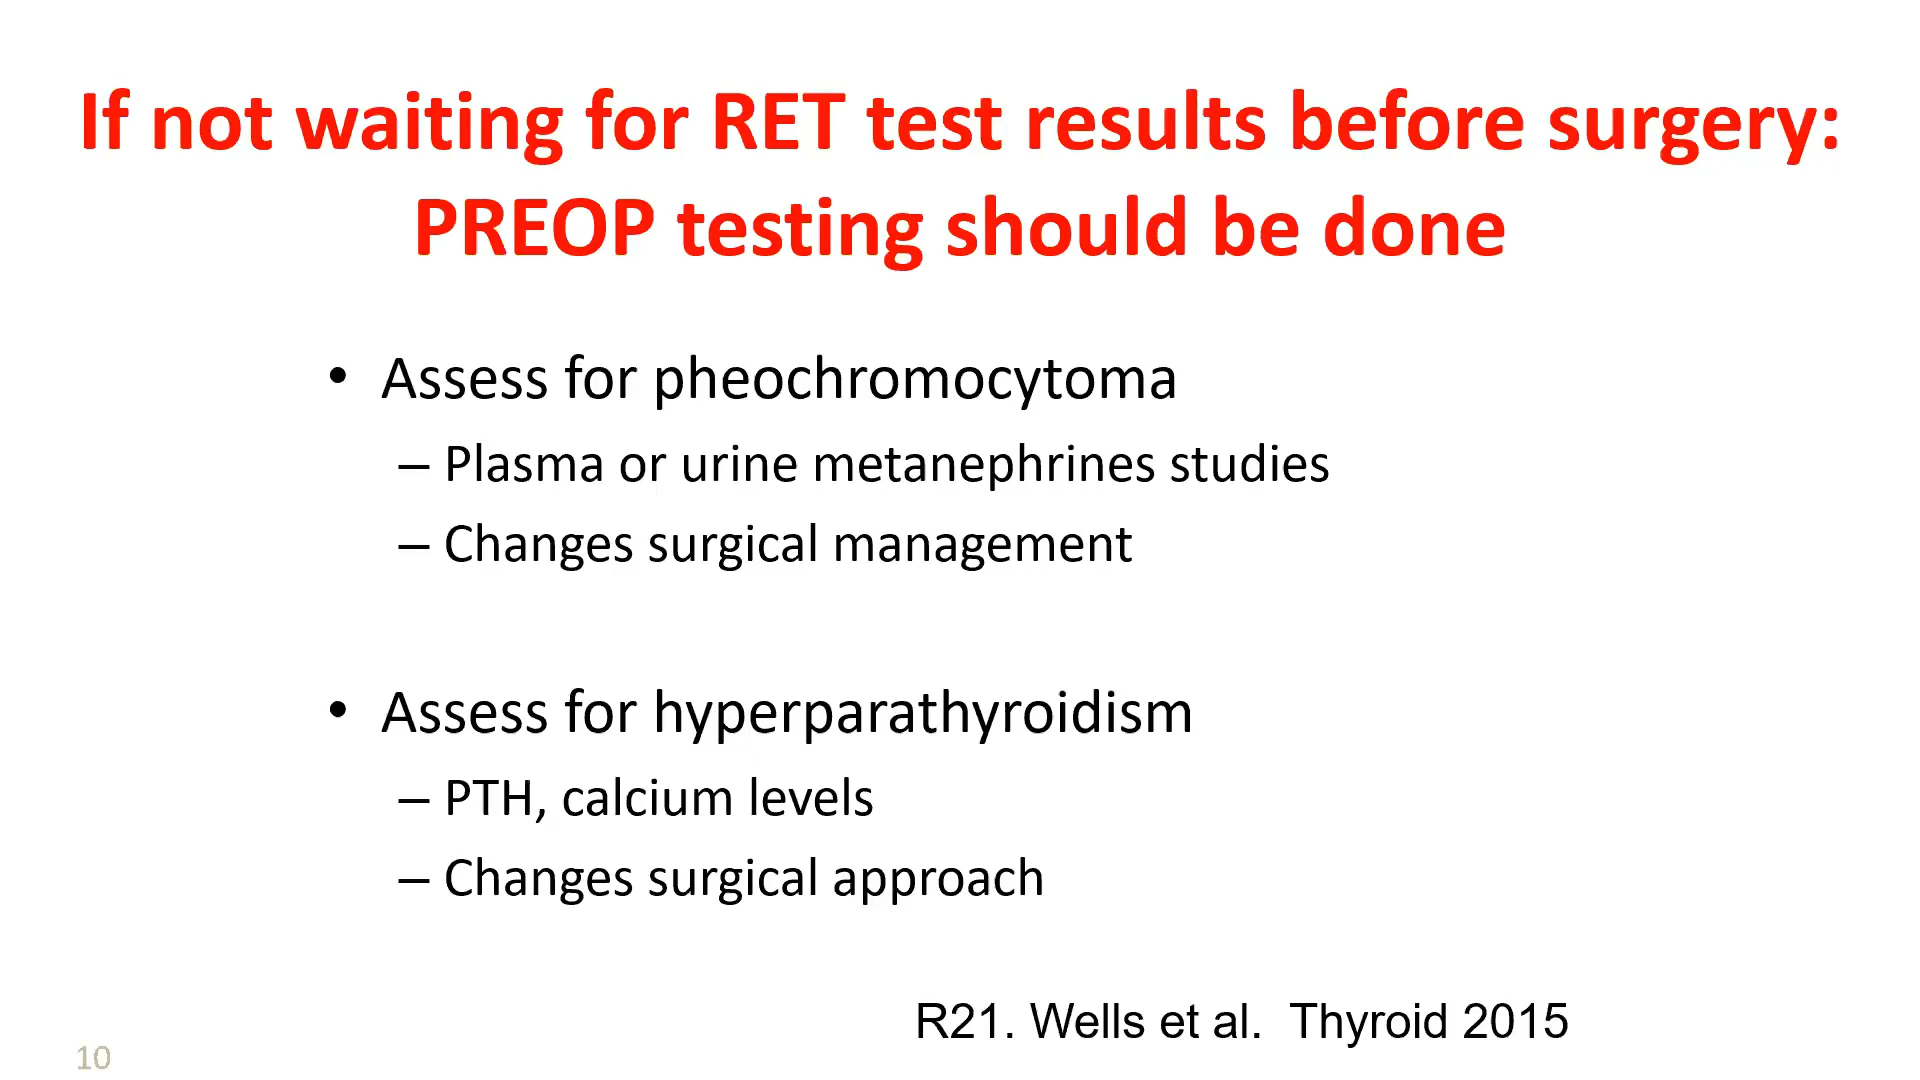 If not waiting for RET test results before surgery:
PREOP testing should be done
• Assess for pheochromocytoma
– Plasma or urine metanephrines studies
– Changes surgical management
• Assess for hyperparathyroidism
– PTH, calcium levels
– Changes surgical approach
R21. Wells et al.  Thyroid 2015
10